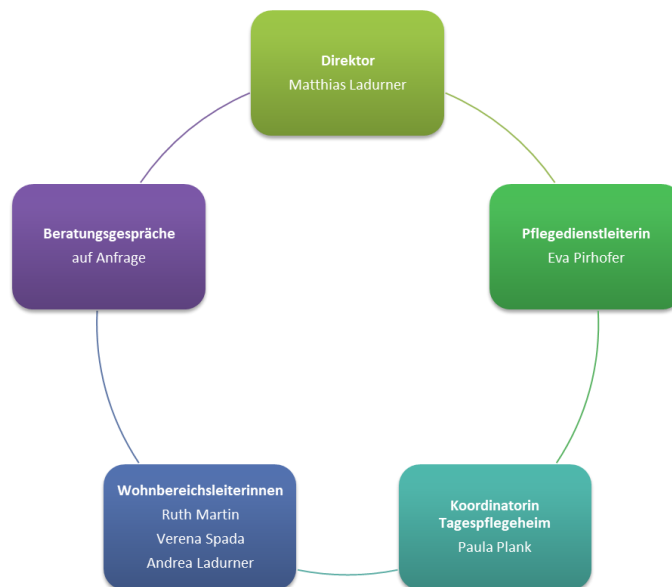 Direktor
Matthias Ladurner
Pflegedienstleiterin
Eva Pirhofer
Koordinatorin
Tagespflegeheim
Paula Plank
Wohnbereichsleiterinnen
Ruth Martin
Verena Spada
Andrea Ladurner
Beratungsgespräche
auf Anfrage